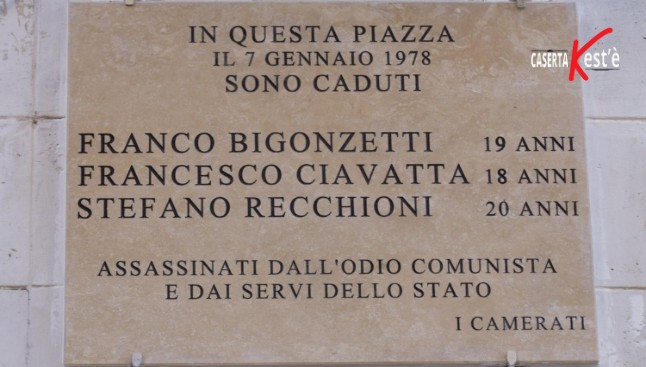 IN QUESTA PIAZZA
IL 7 GENNAIO 1978
SONO CADUTI
FRANCO BIGONZETTI 19 ANNI
FRANCESCO CIAVATTA 18 ANNI
STEFANO RECCHIONI 20 ANNI
ASSASSINATI DALL'ODIO COMUNISTA
E DAI SERVI DELLO STATO
I CAMERATI
CASERTA Kest'è